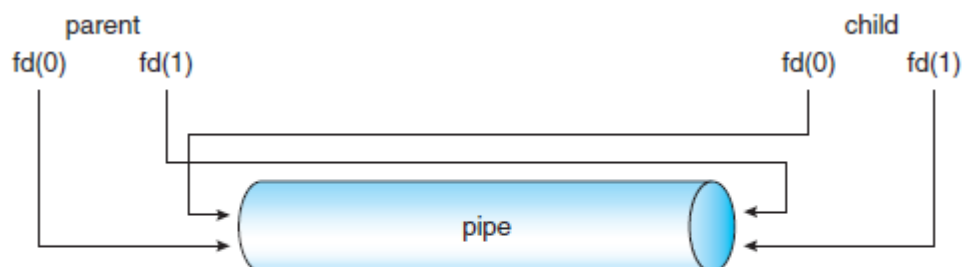 parent child
fd(0) fd(1) fd(0) fd(1)
pipe